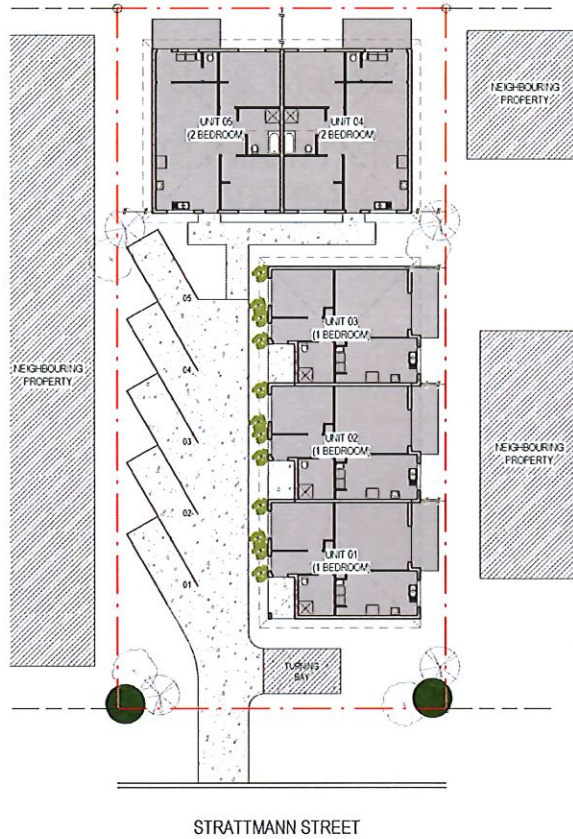 UNIT 05
(2 BEDROOM)
UNIT 04
(2 BEDROOM)
NEIGHBOURING
PROPERTY
05
UNIT 03
(1 BEDROOM)
04
NEIGHBOURING
PROPERTY
03
UNIT 02
(1 BEDROOM)
NEIGHBOURING
PROPERTY
02
UNIT 01
(1 BEDROOM)
01
TURNING
BAY
STRATTMANN STREET